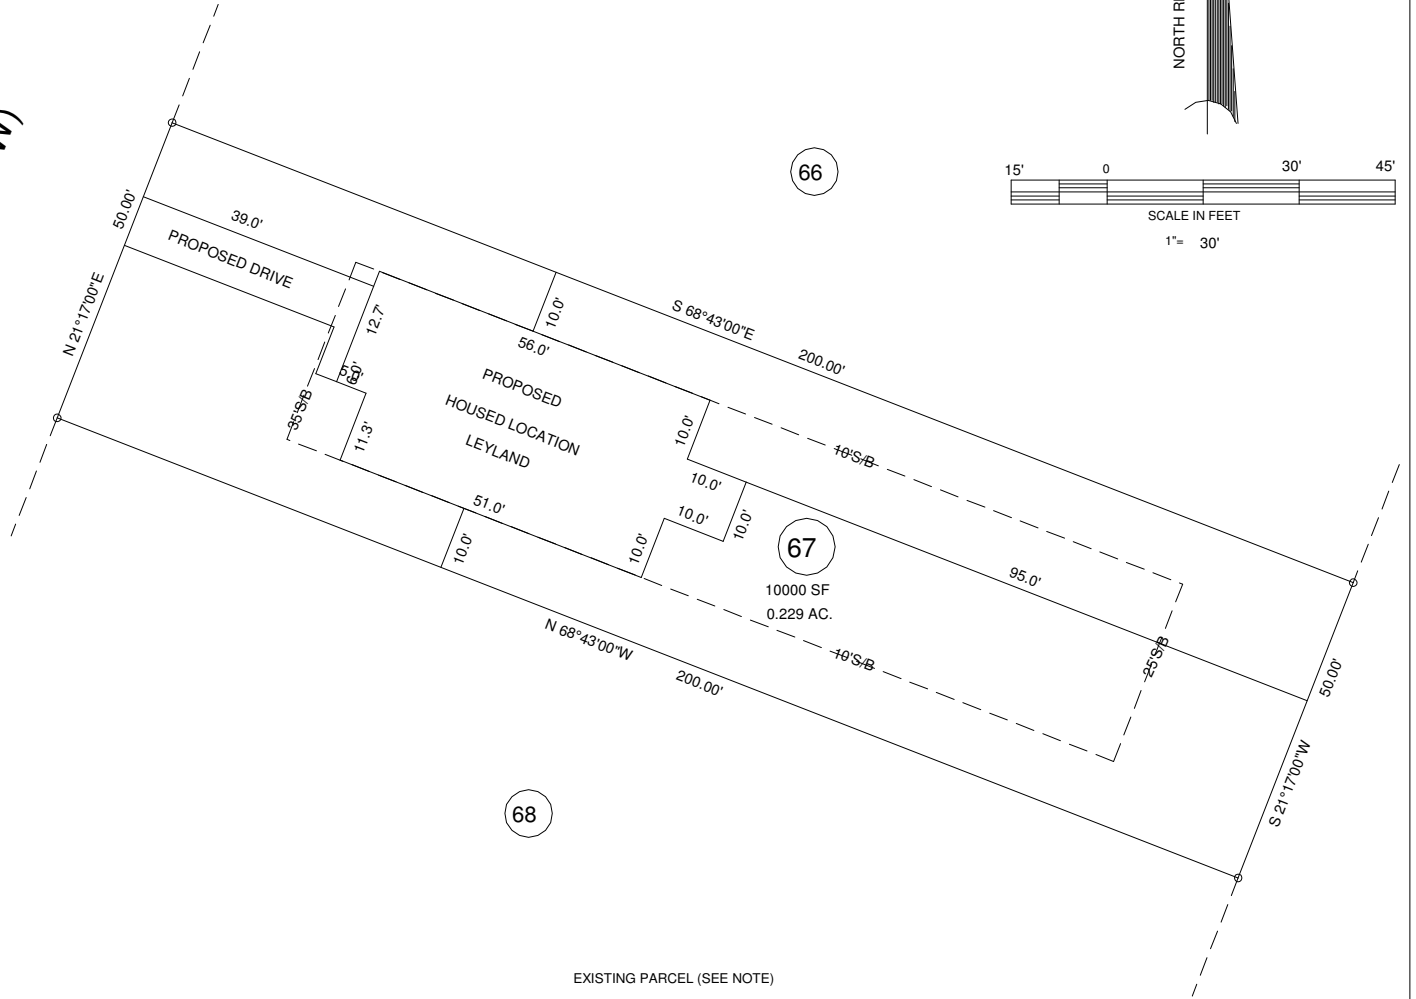 NORTH
66
15'
0
30'
45'
SCALE IN FEET
1"= 30'
50.00'
N 21°17'00"E
39.0'
PROPOSED DRIVE
12.7'
5.0'
6.0'
35'S/B
11.3'
10.0'
56.0'
S 68°43'00"E
200.00'
PROPOSED
HOUSED LOCATION
LEYLAND
10.0'
10.0'
10.0'
10.0'
10.0'
51.0'
10.0'
10'S/B
67
10000 SF
0.229 AC.
95.0'
10'S/B
25'S/B
50.00'
S 21°17'00"W
N 68°43'00"W
200.00'
68
EXISTING PARCEL (SEE NOTE)